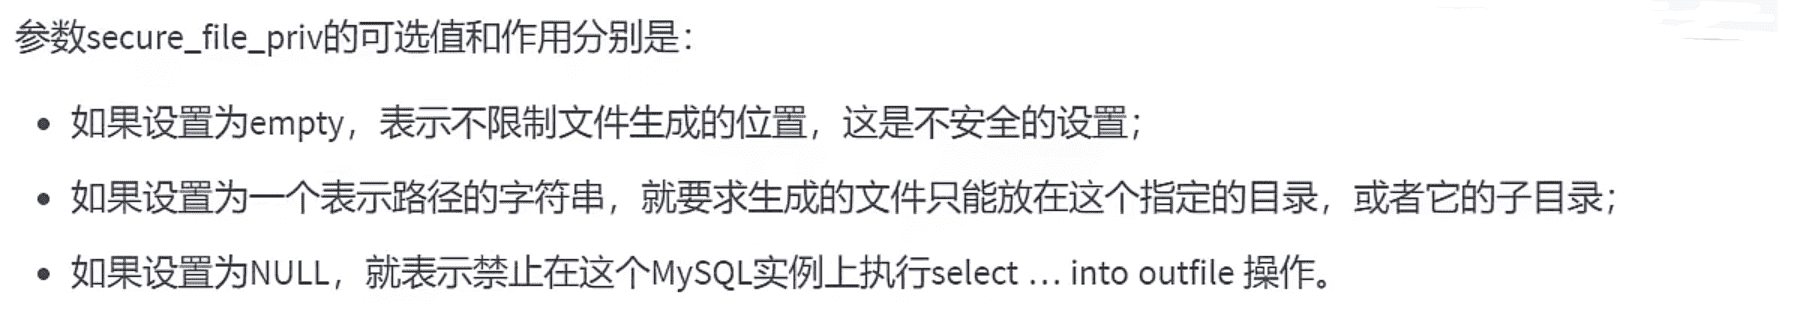 参数secure_file_priv的可选值和作用分别是：
• 如果设置为empty，表示不限制文件生成的位置，这是不安全的设置；
• 如果设置为一个表示路径的字符串，就要求生成的文件只能放在这个指定的目录，或者它的子目录；
• 如果设置为NULL，就表示禁止在这个MySQL实例上执行select … into outfile 操作。